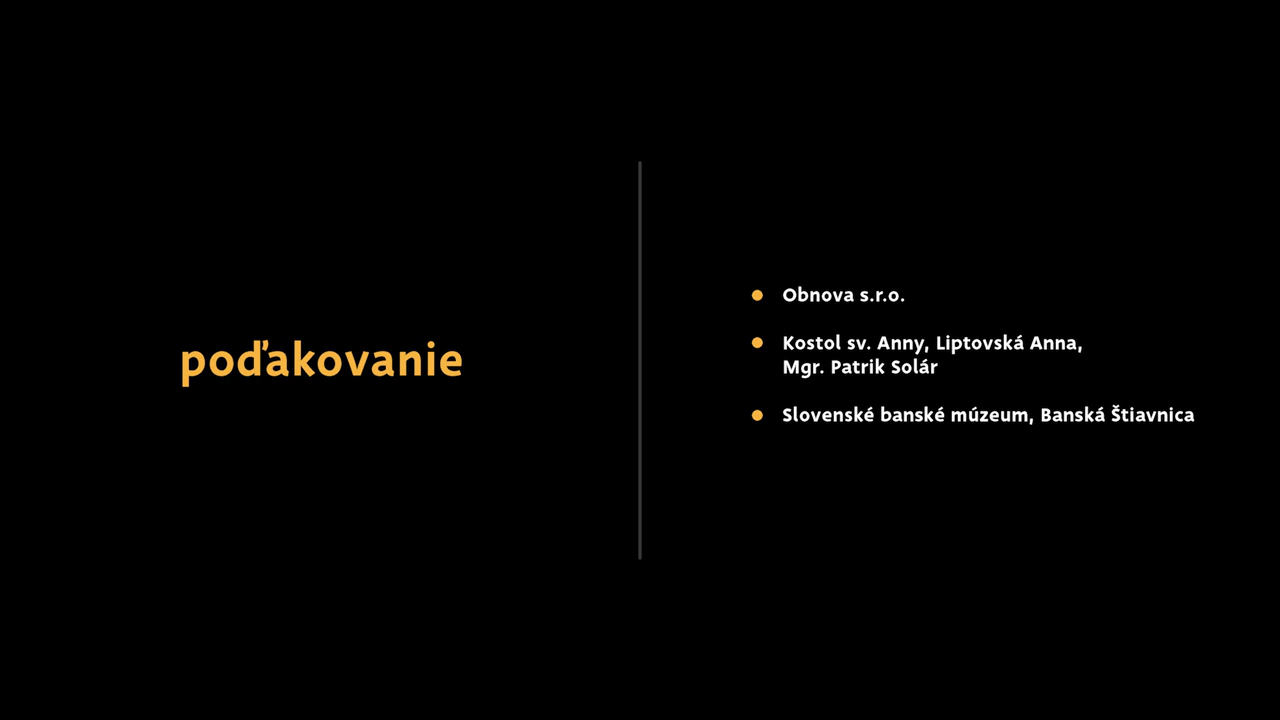 poďakovanie
Obnova s.r.o.
Kostol sv. Anny, Liptovská Anna,
Mgr. Patrik Solár
Slovenské banské múzeum, Banská Štiavnica